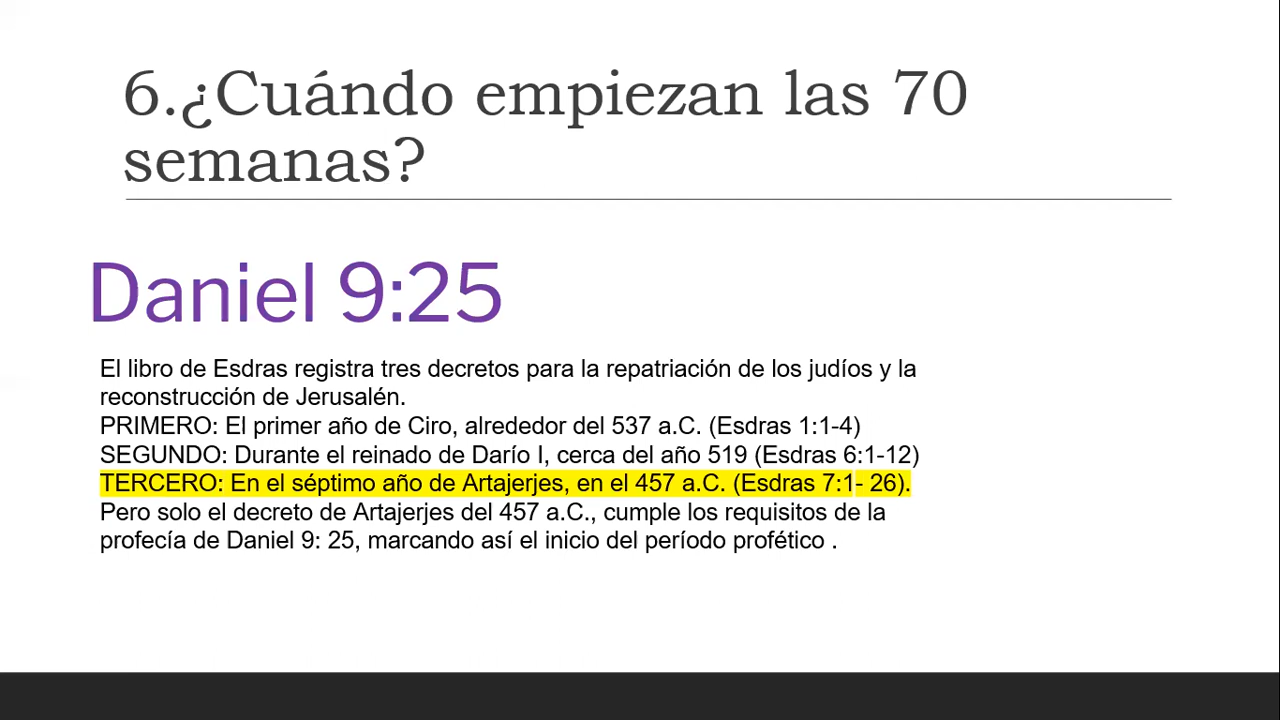 6.¿Cuándo empiezan las 70
semanas?
Daniel 9:25
El libro de Esdras registra tres decretos para la repatriación de los judíos y la
reconstrucción de Jerusalén.
PRIMERO: El primer año de Ciro, alrededor del 537 a.C. (Esdras 1:1-4)
SEGUNDO: Durante el reinado de Darío I, cerca del año 519 (Esdras 6:1-12)
TERCERO: En el séptimo año de Artajerjes, en el 457 a.C. (Esdras 7:1- 26).
Pero solo el decreto de Artajerjes del 457 a.C., cumple los requisitos de la
profecía de Daniel 9: 25, marcando así el inicio del período profético .